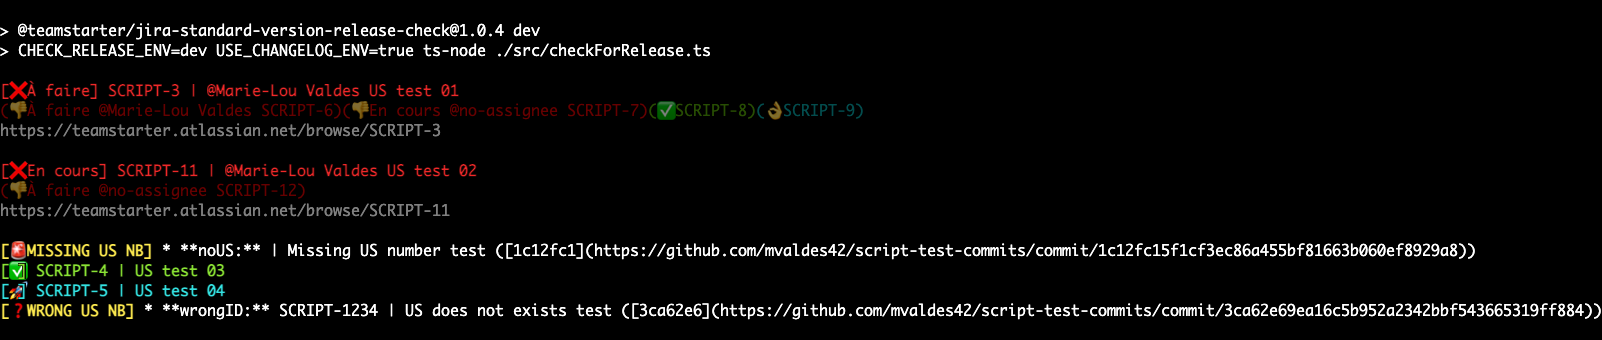 > @teamstarter/jira-standard-version-release-check@1.0.4 dev
> CHECK_RELEASE_ENV=dev USE_CHANGELOG_ENV=true ts-node ./src/checkForRelease.ts
[❌À faire] SCRIPT-3 | @Marie-Lou Valdes US test 01
(👎À faire @Marie-Lou Valdes SCRIPT-6)(👎En cours @no-assignee SCRIPT-7)(✅SCRIPT-8)(👌SCRIPT-9)
https://teamstarter.atlassian.net/browse/SCRIPT-3
[❌En cours] SCRIPT-11 | @Marie-Lou Valdes US test 02
(👎À faire @no-assignee SCRIPT-12)
https://teamstarter.atlassian.net/browse/SCRIPT-11
[🚨MISSING US NB] * **noUS:** | Missing US number test ([1c12fc1](https://github.com/mvaldes42/script-test-commits/commit/1c12fc15f1cf3ec86a455bf81663b060ef8929a8))
[✅] SCRIPT-4 | US test 03
[🚀] SCRIPT-5 | US test 04
[❓WRONG US NB] * **wrongID:** SCRIPT-1234 | US does not exists test ([3ca62e6](https://github.com/mvaldes42/script-test-commits/commit/3ca62e69ea16c5b952a2342bbf543665319ff884))